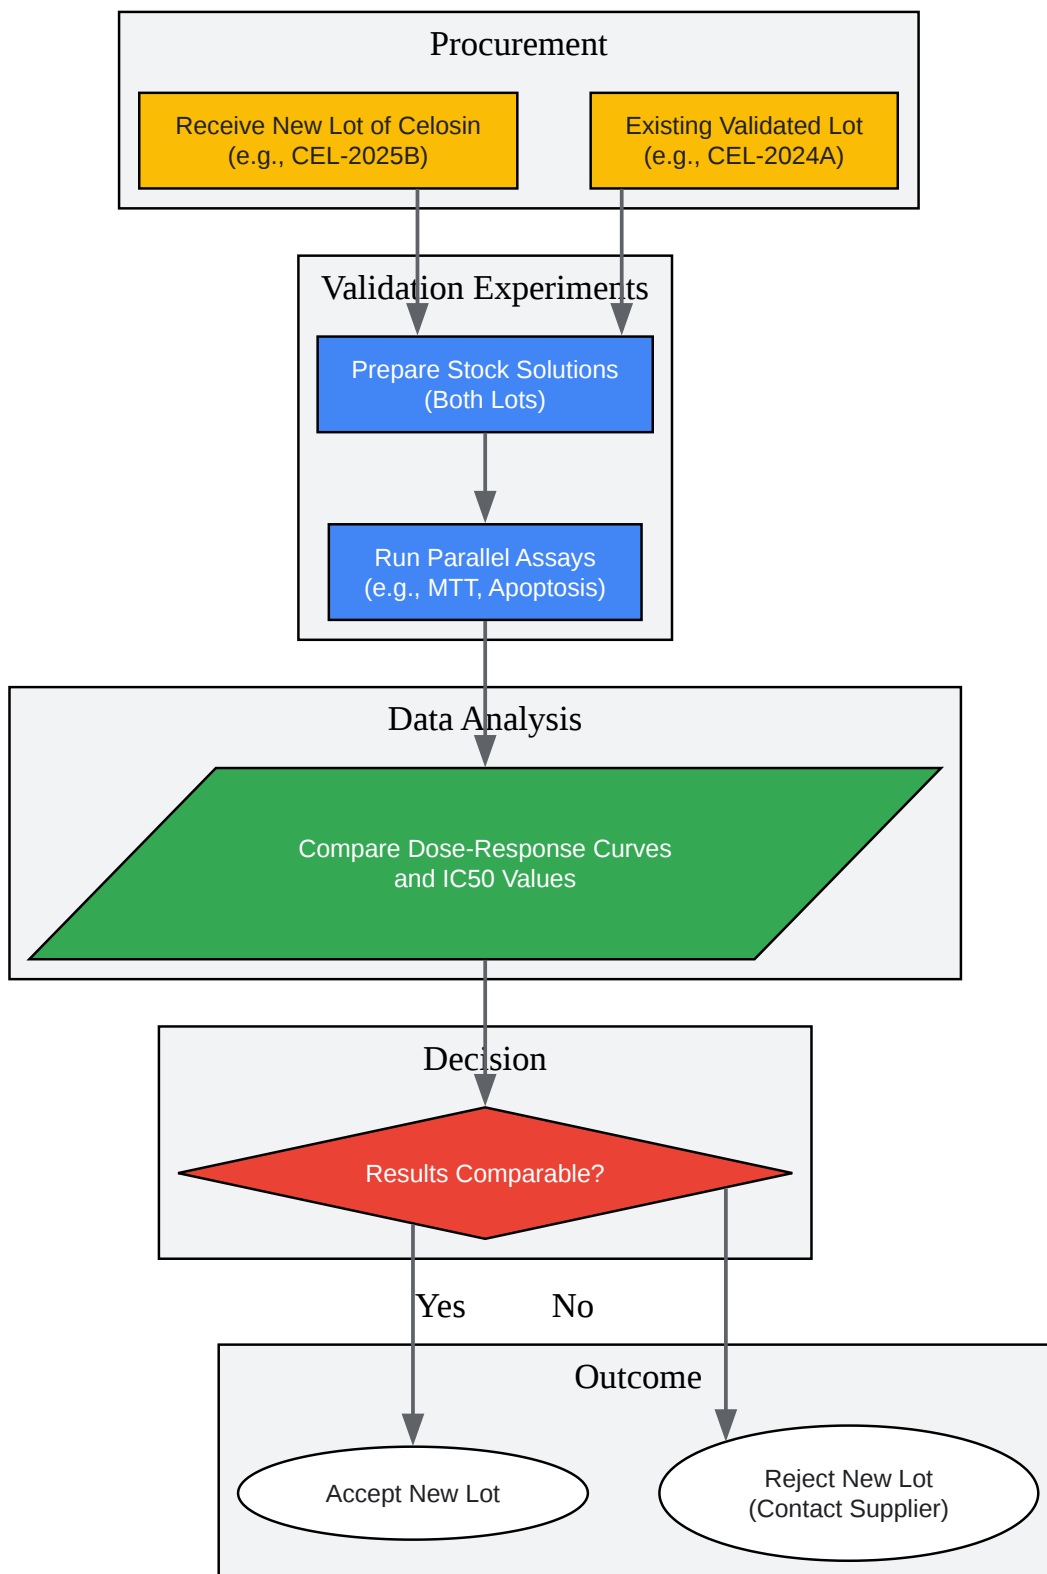 Procurement
Receive New Lot of Celosin
(e.g., CEL-2025B)
Existing Validated Lot
(e.g., CEL-2024A)
Validation Experiments
Prepare Stock Solutions
(Both Lots)
Run Parallel Assays
(e.g., MTT, Apoptosis)
Data Analysis
Compare Dose-Response Curves
and IC50 Values
Decision
Results Comparable?
Yes
No
Outcome
Accept New Lot
Reject New Lot
(Contact Supplier)